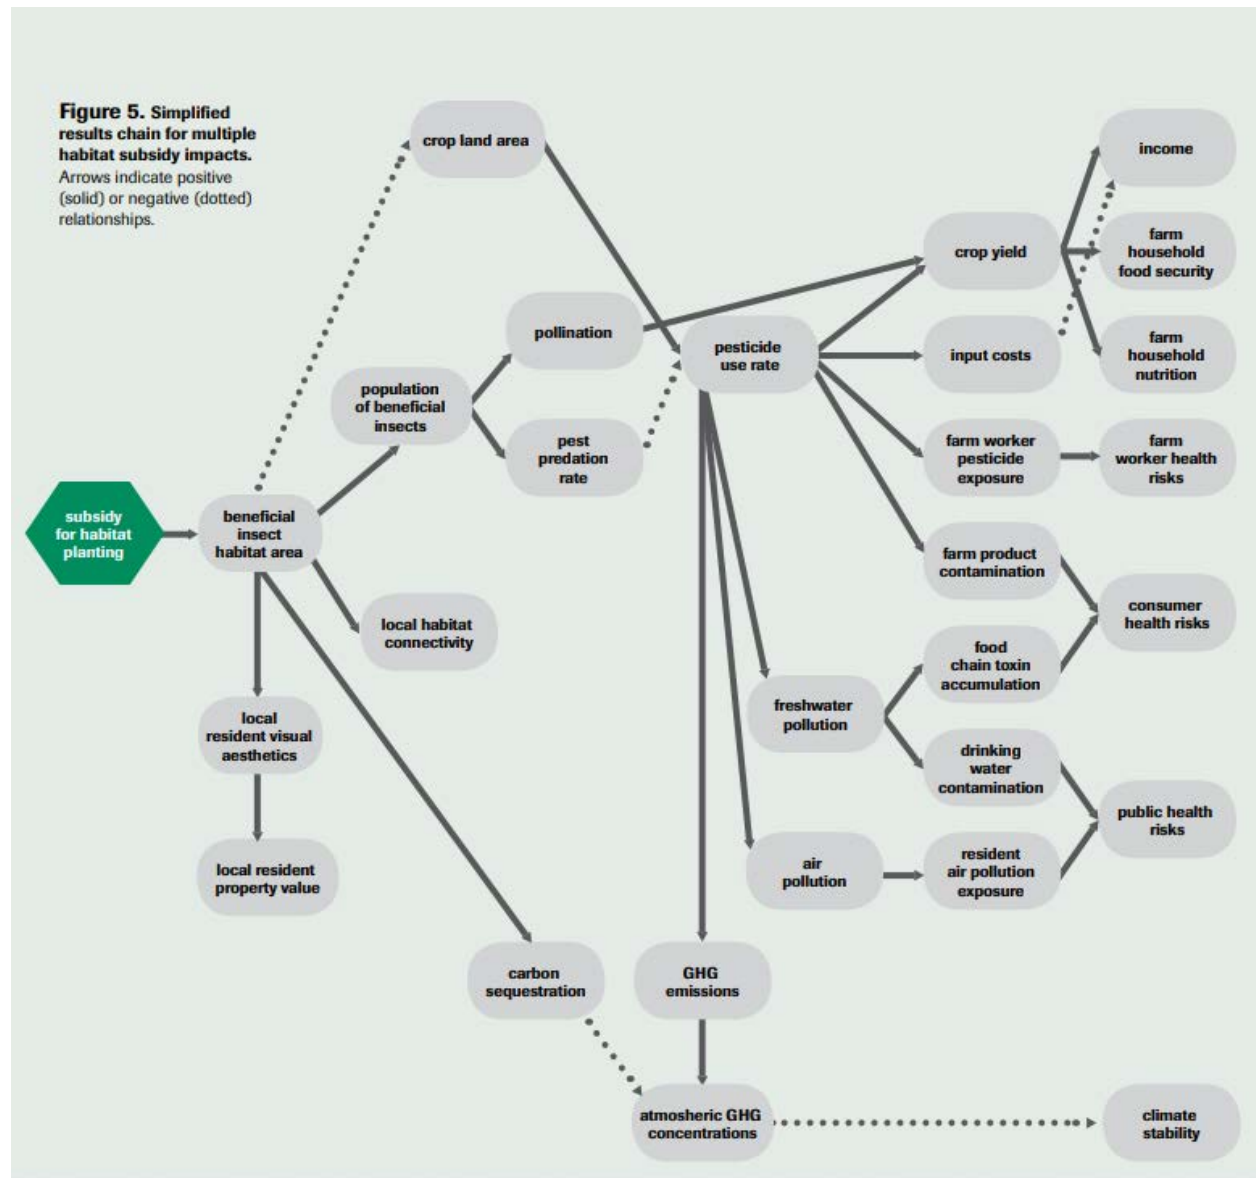 Figure 5. Simplified
results chain for multiple
habitat subsidy impacts.
Arrows indicate positive
(solid) or negative (dotted)
relationships.
crop land area
income
crop yield
farm
household
food security
pollination
pesticide
use rate
input costs
farm
household
nutrition
population
of beneficial
insects
pest
predation
rate
farm worker
pesticide
exposure
farm
worker health
risks
subsidy
for habitat
planting
beneficial
insect
habitat area
farm product
contamination
consumer
health risks
local habitat
connectivity
food
chain toxin
accumulation
freshwater
pollution
local
resident visual
aesthetics
drinking
water
contamination
public health
risks
local resident
property value
air
pollution
resident
air pollution
exposure
carbon
sequestration
GHG
emissions
atmosheric GHG
concentrations
climate
stability